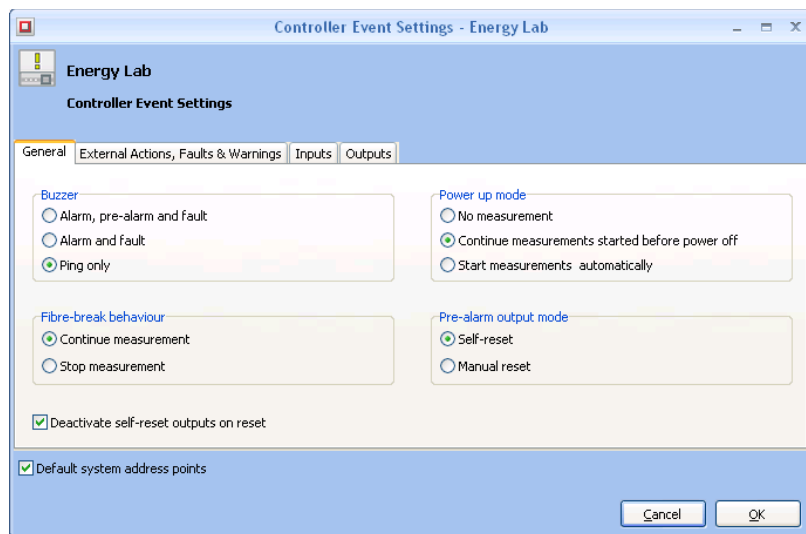 Controller Event Settings - Energy Lab
Energy Lab
Controller Event Settings
General External Actions, Faults & Warnings Inputs Outputs
Buzzer
Alarm, pre-alarm and fault
Alarm and fault
Ping only
Power up mode
No measurement
Continue measurements started before power off
Start measurements automatically
Fibre-break behaviour
Continue measurement
Stop measurement
Pre-alarm output mode
Self-reset
Manual reset
Deactivate self-reset outputs on reset
Default system address points
Cancel OK